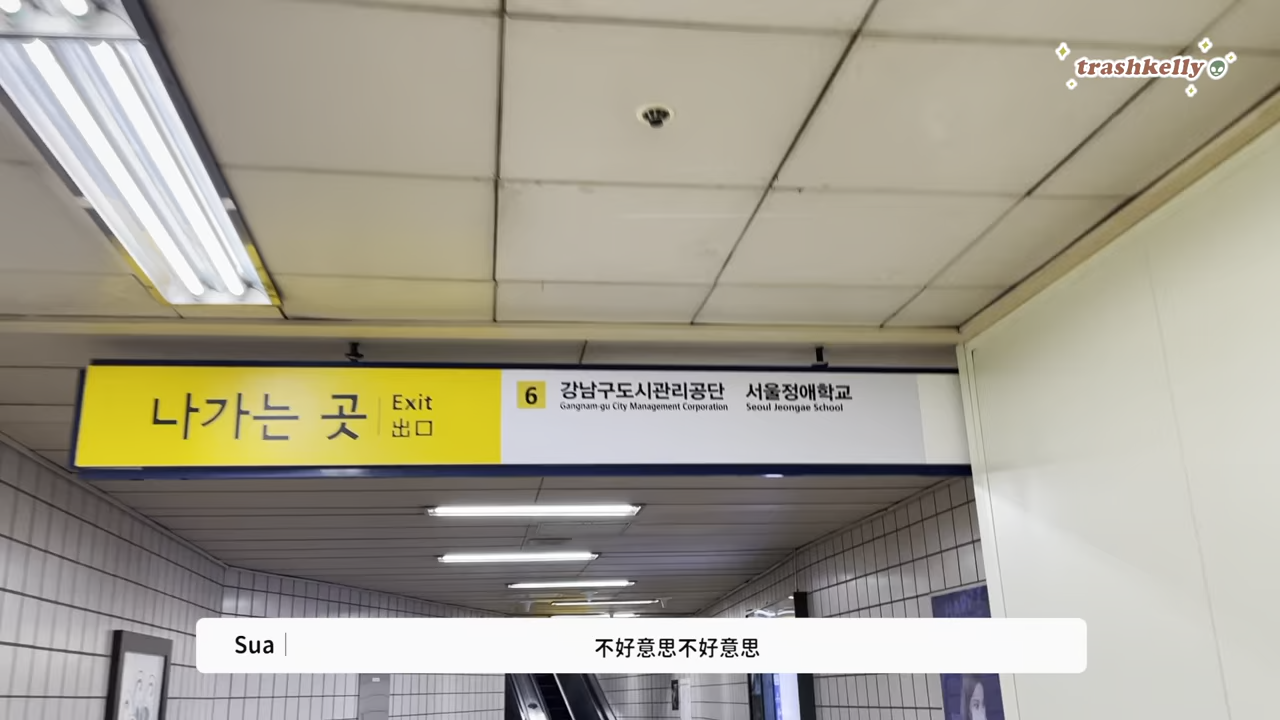 trashkelly
나가는 곳
Exit
出口
6
강남구도시관리공단
Gangnam-gu City Management Corporation
서울정애학교
Seoul Jeongae School
Sua
不好意思不好意思